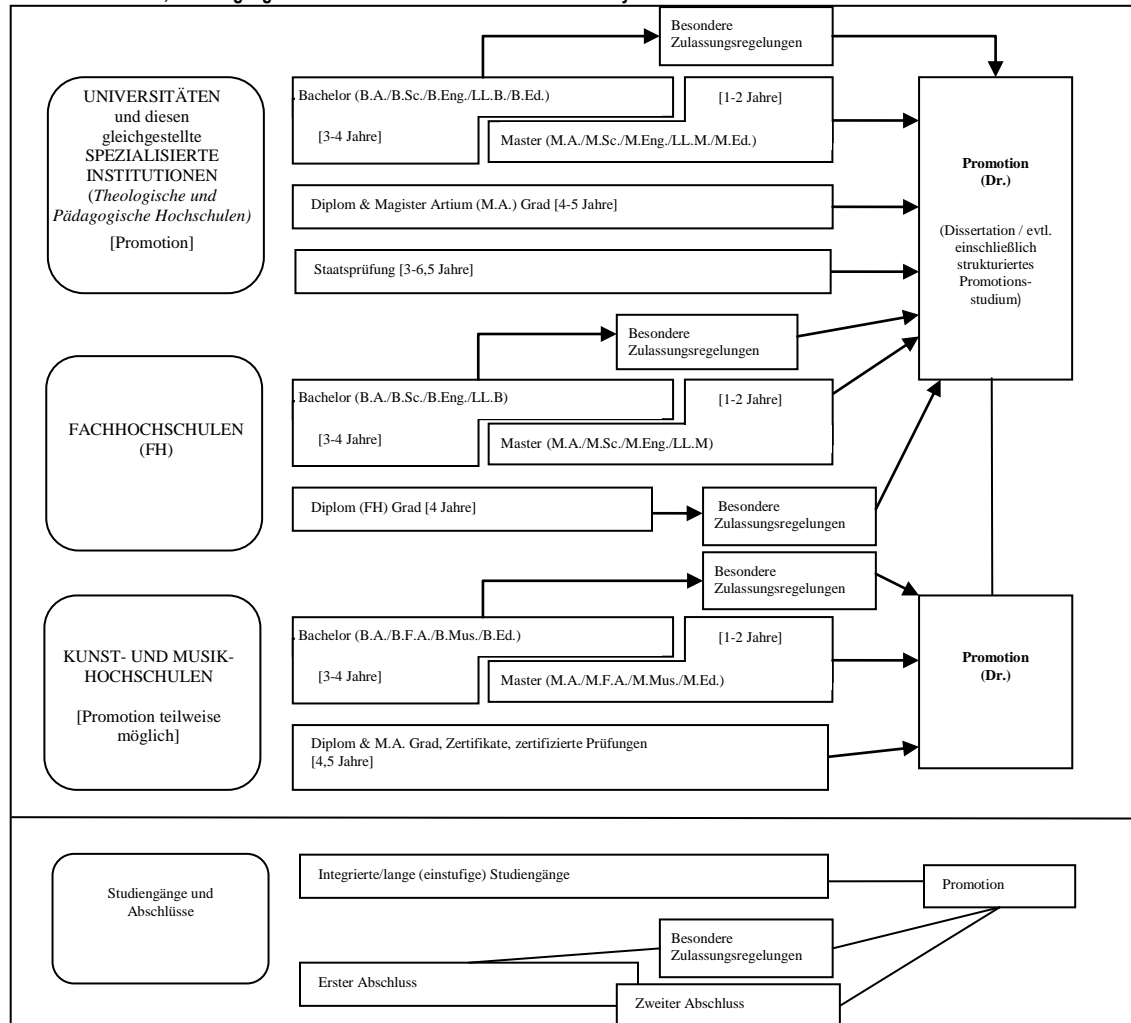 Besondere
Zulassungsregelungen
UNIVERSITÄTEN
und diesen
gleichgestellte
SPEZIALISIERTE
INSTITUTIONEN
(Theologische und
Pädagogische Hochschulen)
[Promotion]
Bachelor (B.A./B.Sc./B.Eng./LL.B./B.Ed.)
[3-4 Jahre]
[1-2 Jahre]
Master (M.A./M.Sc./M.Eng./LL.M./M.Ed.)
Diplom & Magister Artium (M.A.) Grad [4-5 Jahre]
Staatsprüfung [3-6,5 Jahre]
Promotion
(Dr.)
(Dissertation / evtl.
einschließlich
strukturiertes
Promotions-
studium)
FACHHOCHSCHULEN
(FH)
Besondere
Zulassungsregelungen
Bachelor (B.A./B.Sc./B.Eng./LL.B)
[3-4 Jahre]
[1-2 Jahre]
Master (M.A./M.Sc./M.Eng./LL.M)
Diplom (FH) Grad [4 Jahre]
Besondere
Zulassungsregelungen
KUNST- UND MUSIK-
HOCHSCHULEN
[Promotion teilweise
möglich]
Besondere
Zulassungsregelungen
Bachelor (B.A./B.F.A./B.Mus./B.Ed.)
[3-4 Jahre]
[1-2 Jahre]
Master (M.A./M.F.A./M.Mus./M.Ed.)
Diplom & M.A. Grad, Zertifikate, zertifizierte Prüfungen
[4,5 Jahre]
Promotion
(Dr.)
Studiengänge und
Abschlüsse
Integrierte/lange (einstufige) Studiengänge
Promotion
Besondere
Zulassungsregelungen
Erster Abschluss
Zweiter Abschluss